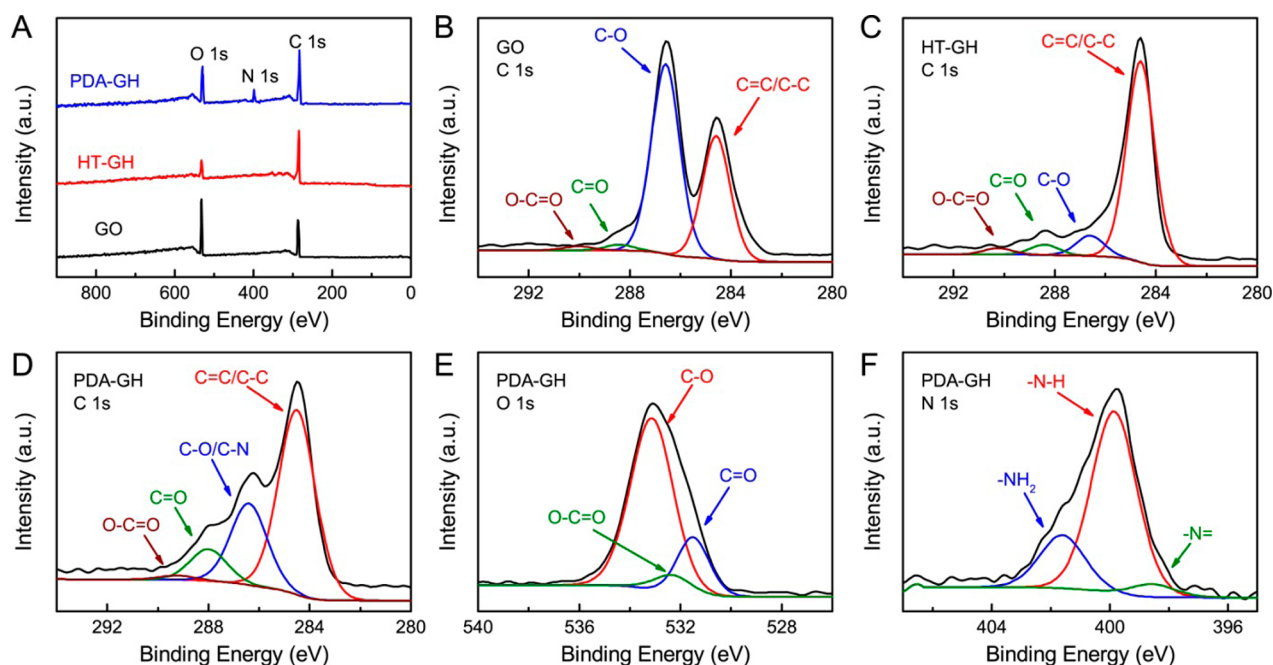 A
PDA-GH
O 1s
N 1s
C 1s
HT-GH
GO
Intensity (a.u.)
800 600 400 200 0
Binding Energy (eV)
B
GO
C 1s
C-O
C=C/C-C
C=O
O-C=O
Intensity (a.u.)
292 288 284 280
Binding Energy (eV)
C
HT-GH
C 1s
C=C/C-C
C=O
C-O
O-C=O
Intensity (a.u.)
292 288 284 280
Binding Energy (eV)
D
PDA-GH
C 1s
C=C/C-C
C-O/C-N
C=O
O-C=O
Intensity (a.u.)
292 288 284 280
Binding Energy (eV)
E
PDA-GH
O 1s
C-O
C=O
O-C=O
Intensity (a.u.)
540 536 532 528
Binding Energy (eV)
F
PDA-GH
N 1s
-N-H
-NH₂
-N=
Intensity (a.u.)
404 400 396
Binding Energy (eV)